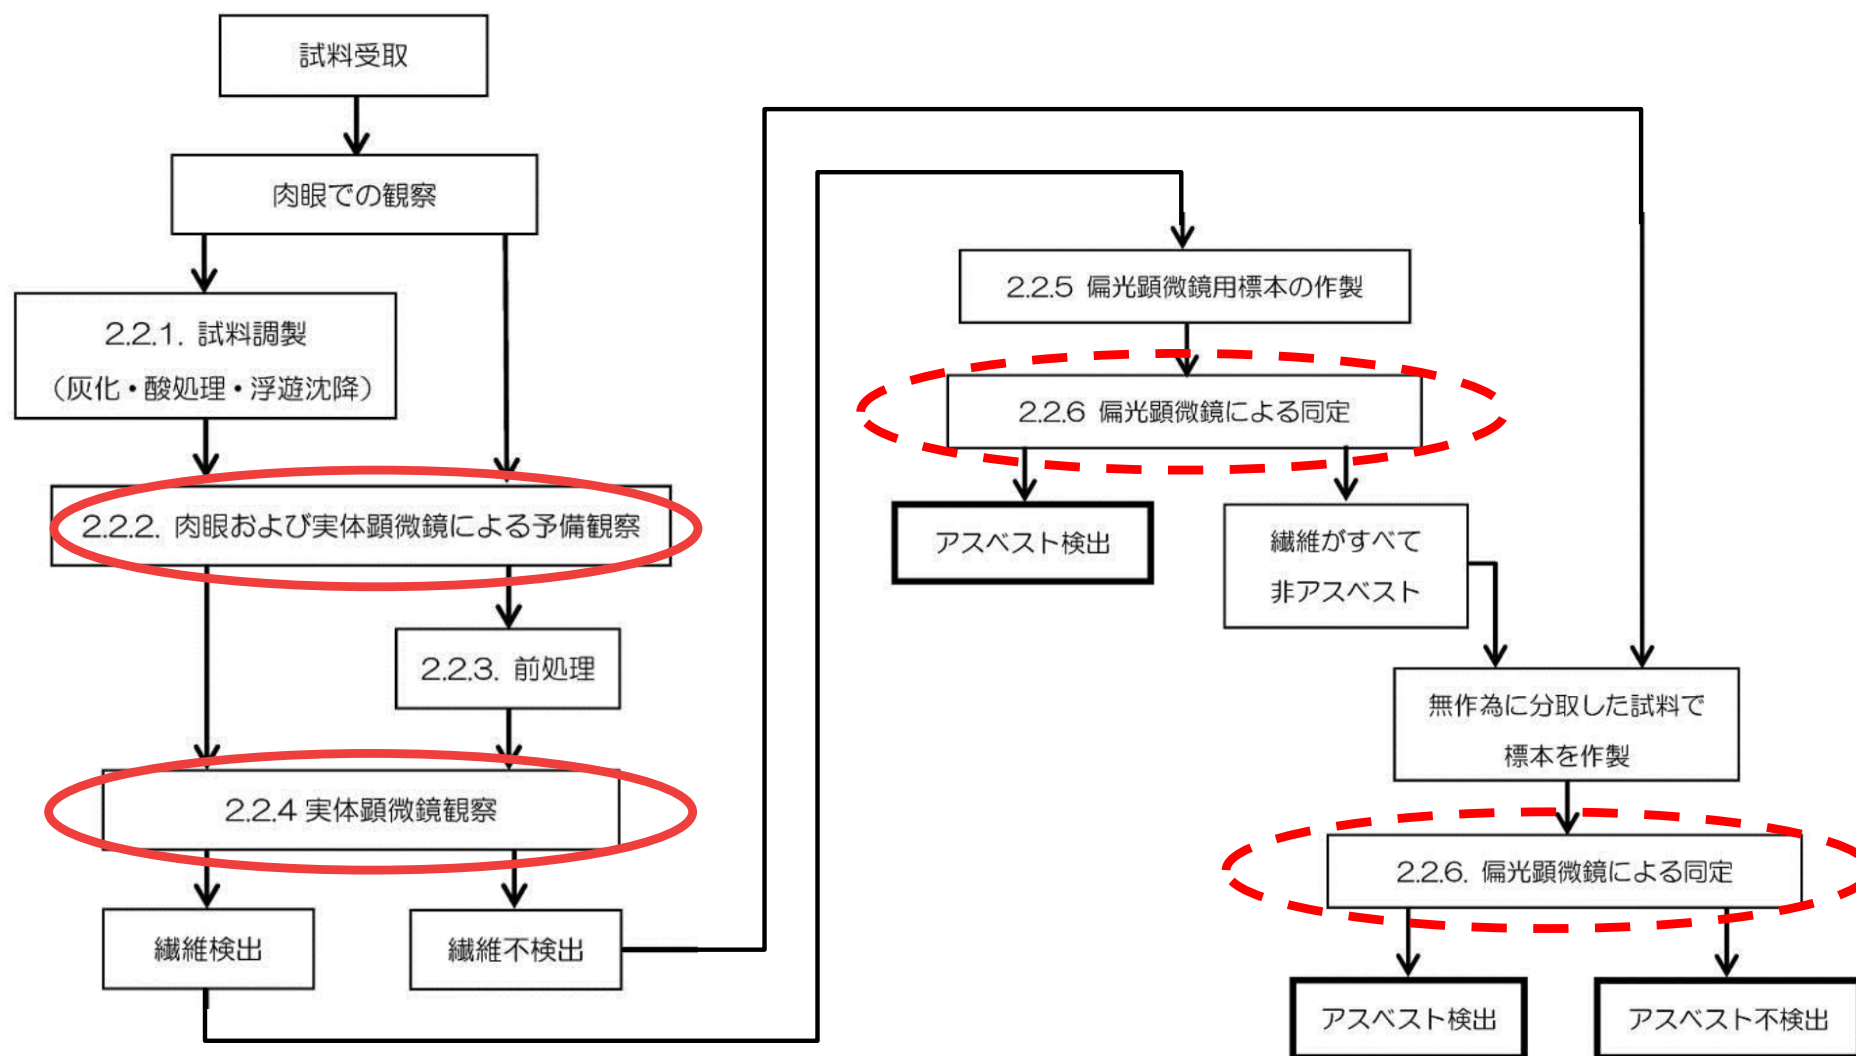 試料受取
肉眼での観察
2.2.1. 試料調製
（灰化・酸処理・浮遊沈降）
2.2.2. 肉眼および実体顕微鏡による予備観察
2.2.3. 前処理
2.2.4 実体顕微鏡観察
繊維検出
繊維不検出
2.2.5 偏光顕微鏡用標本の作製
2.2.6 偏光顕微鏡による同定
アスベスト検出
繊維がすべて
非アスベスト
無作為に分取した試料で
標本を作製
2.2.6. 偏光顕微鏡による同定
アスベスト検出
アスベスト不検出